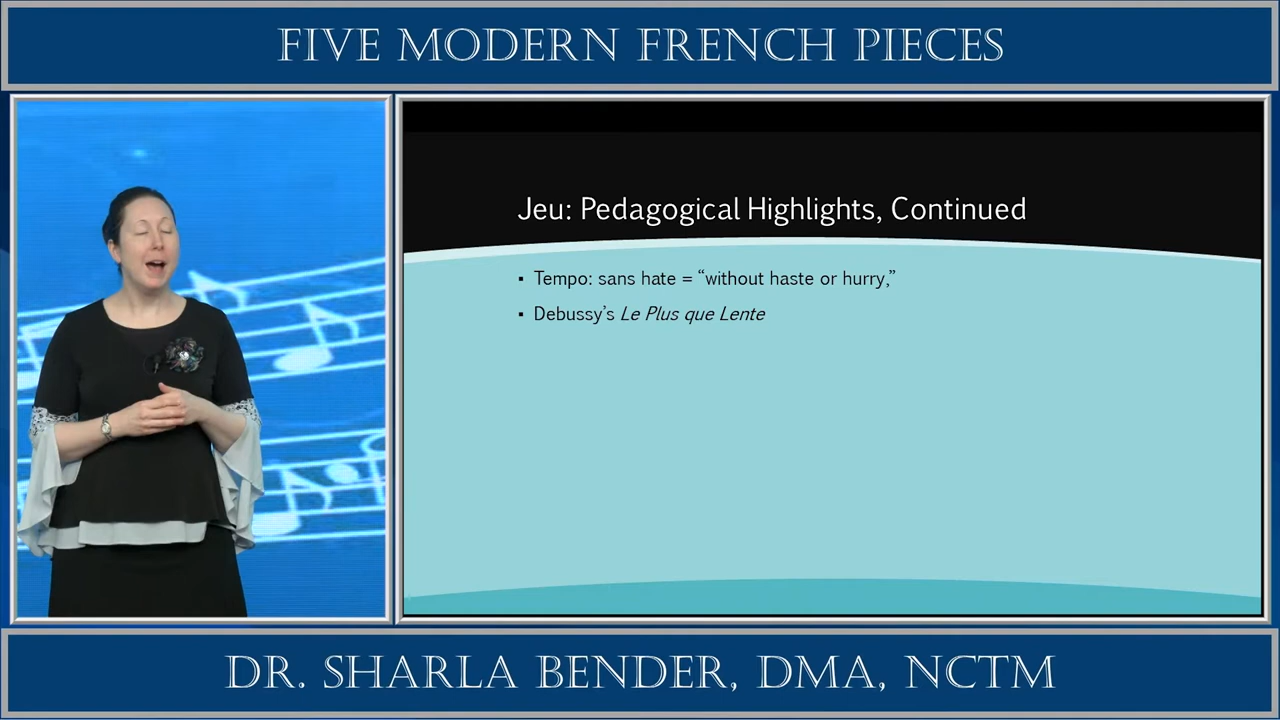 FIVE MODERN FRENCH PIECES
Jeu: Pedagogical Highlights, Continued
▪ Tempo: sans hate = “without haste or hurry,”
▪ Debussy’s Le Plus que Lente
DR. SHARLA BENDER, DMA, NCTM